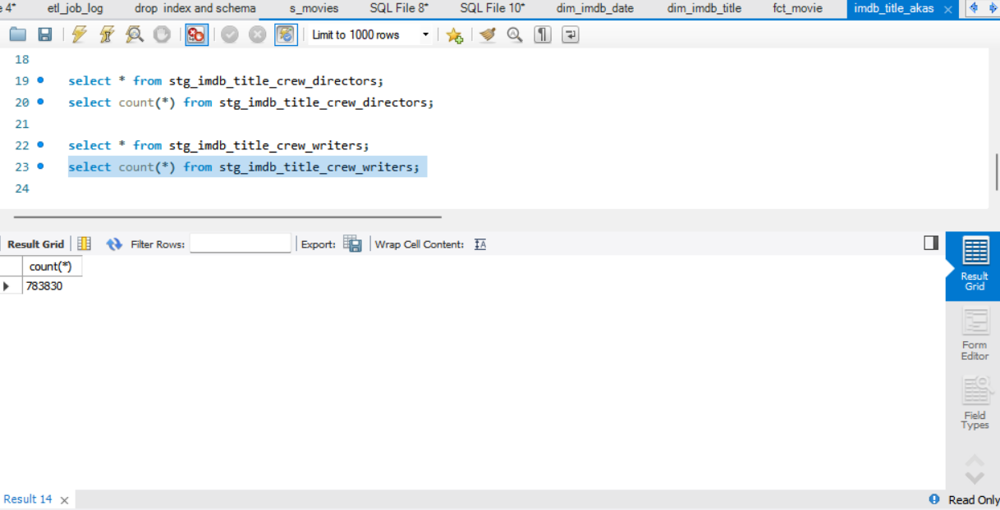 4* etl_job_log drop index and schema s_movies SQL File 8* SQL File 10* dim_imdb_date dim_imdb_title fct_movie imdb_title_akas
Limit to 1000 rows
18
19 select * from stg_imdb_title_crew_directors;
20 select count(*) from stg_imdb_title_crew_directors;
21
22 select * from stg_imdb_title_crew_writers;
23 select count(*) from stg_imdb_title_crew_writers;
24
Result Grid Filter Rows: Export: Wrap Cell Content:
count(*)
783830
Result
Grid
Form
Editor
Field
Types
Result 14 Read Only